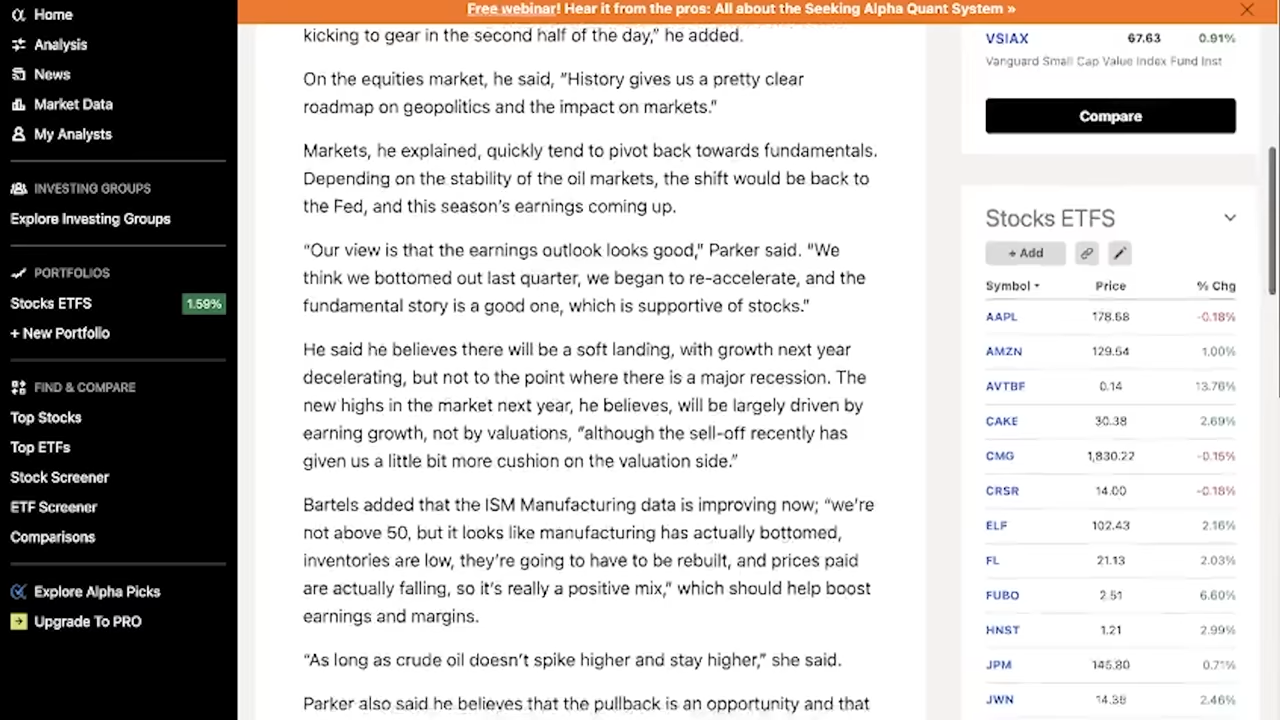 Home
Analysis
News
Market Data
My Analysts
INVESTING GROUPS
Explore Investing Groups
PORTFOLIOS
Stocks ETFS 1.59%
+ New Portfolio
FIND & COMPARE
Top Stocks
Top ETFs
Stock Screener
ETF Screener
Comparisons
Explore Alpha Picks
Upgrade To PRO
Free webinar! Hear it from the pros: All about the Seeking Alpha Quant System »
kicking to gear in the second half of the day,” he added.
On the equities market, he said, “History gives us a pretty clear
roadmap on geopolitics and the impact on markets.”
Markets, he explained, quickly tend to pivot back towards fundamentals.
Depending on the stability of the oil markets, the shift would be back to
the Fed, and this season’s earnings coming up.
“Our view is that the earnings outlook looks good,” Parker said. “We
think we bottomed out last quarter, we began to re-accelerate, and the
fundamental story is a good one, which is supportive of stocks.”
He said he believes there will be a soft landing, with growth next year
decelerating, but not to the point where there is a major recession. The
new highs in the market next year, he believes, will be largely driven by
earning growth, not by valuations, “although the sell-off recently has
given us a little bit more cushion on the valuation side.”
Bartels added that the ISM Manufacturing data is improving now; “we’re
not above 50, but it looks like manufacturing has actually bottomed,
inventories are low, they’re going to have to be rebuilt, and prices paid
are actually falling, so it’s really a positive mix,” which should help boost
earnings and margins.
“As long as crude oil doesn’t spike higher and stay higher,” she said.
Parker also said he believes that the pullback is an opportunity and that
VSIAX 67.63 0.91%
Vanguard Small Cap Value Index Fund Inst
Compare
Stocks ETFS
+ Add
Symbol Price % Chg
AAPL 178.68 -0.18%
AMZN 129.54 1.00%
AVTBF 0.14 13.76%
CAKE 30.38 2.69%
CMG 1,830.22 -0.15%
CRSR 14.00 -0.18%
ELF 102.43 2.16%
FL 21.13 2.03%
FUBO 2.51 6.60%
HNST 1.21 2.99%
JPM 145.80 0.71%
JWN 14.38 2.46%